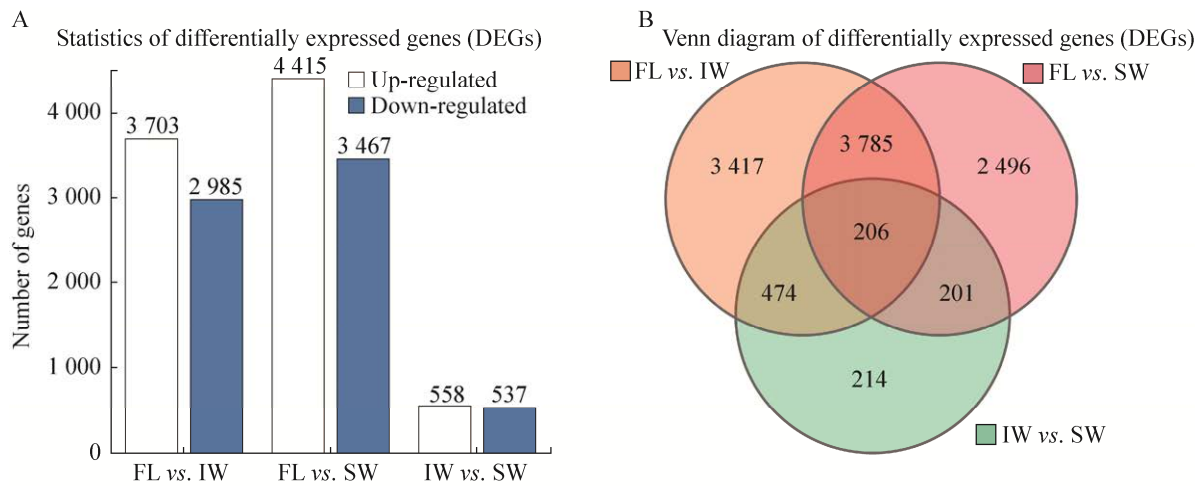 A
Statistics of differentially expressed genes (DEGs)
Up-regulated
Down-regulated
Number of genes
4 000
3 000
2 000
1 000
0
3 703
2 985
4 415
3 467
558
537
FL vs. IW
FL vs. SW
IW vs. SW
B
Venn diagram of differentially expressed genes (DEGs)
FL vs. IW
FL vs. SW
3 417
3 785
2 496
206
474
201
214
IW vs. SW